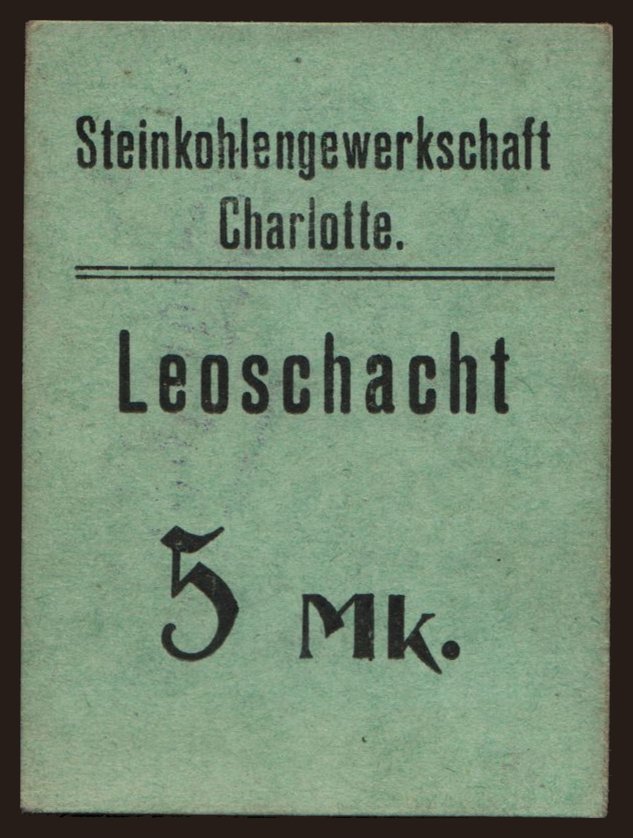 Steinkohlengewerkschaft
Charlotte.
Leoschacht
5 Mk.